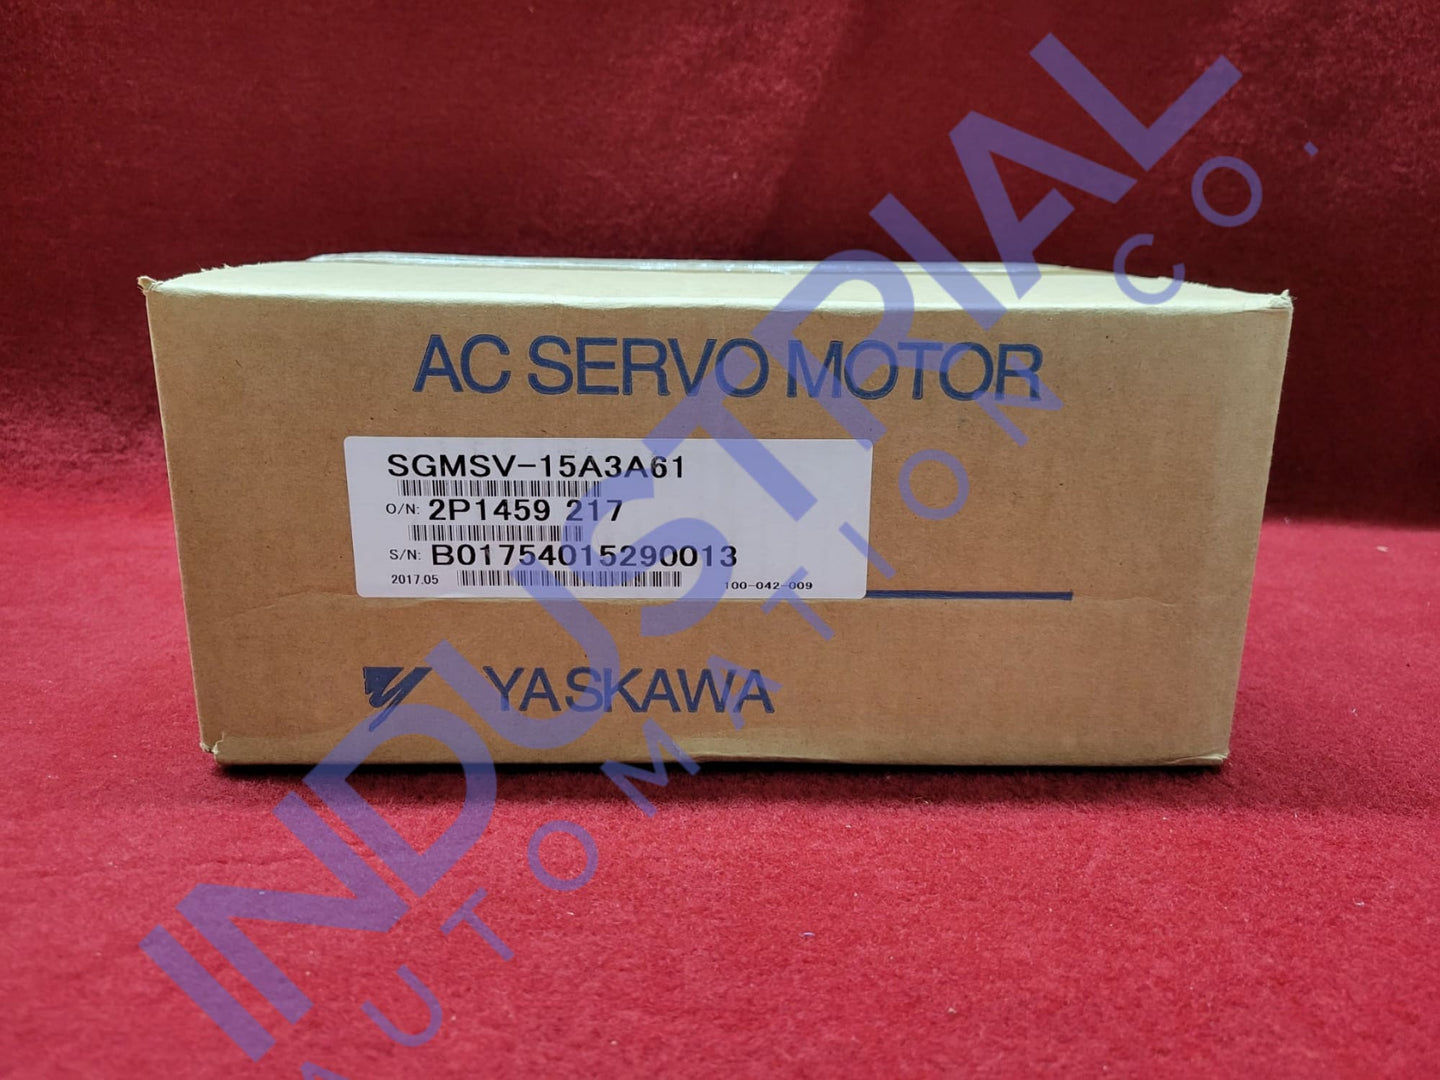 AC SERVO MOTOR
SGMSV-15A3A61
O/N: 2P1459 217
S/N: B01754015290013
2017.05 100-042-009
YASKAWA
INDUSTRIAL
AUTOMATION CO.